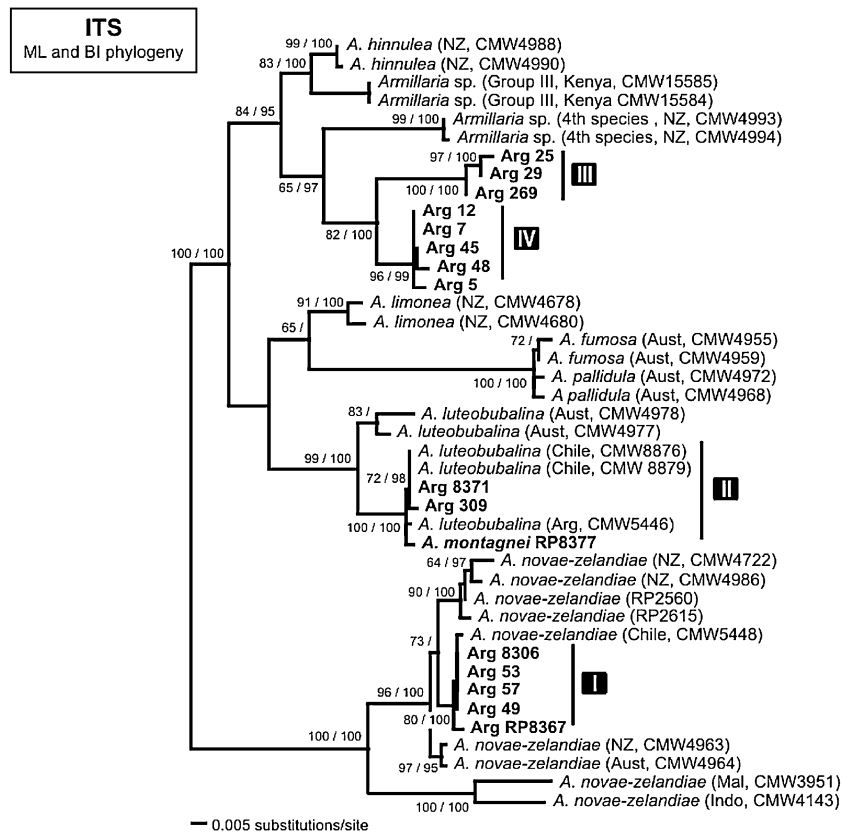 ITS
ML and BI phylogeny
99 / 100
A. hinnulea (NZ, CMW4988)
83 / 100
A. hinnulea (NZ, CMW4990)
Armillaria sp. (Group III, Kenya, CMW15585)
Armillaria sp. (Group III, Kenya CMW15584)
84 / 95
99 / 100
Armillaria sp. (4th species , NZ, CMW4993)
Armillaria sp. (4th species, NZ, CMW4994)
97 / 100
Arg 25
65 / 97
Arg 29
III
100 / 100
Arg 269
Arg 12
82 / 100
Arg 7
IV
Arg 45
100 / 100
Arg 48
96 / 99
Arg 5
91 / 100
A. limonea (NZ, CMW4678)
65 /
A. limonea (NZ, CMW4680)
72 /
A. fumosa (Aust, CMW4955)
A. fumosa (Aust, CMW4959)
A. pallidula (Aust, CMW4972)
100 / 100
A pallidula (Aust, CMW4968)
83 /
A. luteobubalina (Aust, CMW4978)
A. luteobubalina (Aust, CMW4977)
99 / 100
A. luteobubalina (Chile, CMW8876)
72 / 98
A. luteobubalina (Chile, CMW 8879)
Arg 8371
II
Arg 309
100 / 100
A. luteobubalina (Arg, CMW5446)
A. montagnei RP8377
64 / 97
A. novae-zelandiae (NZ, CMW4722)
A. novae-zelandiae (NZ, CMW4986)
90 / 100
A. novae-zelandiae (RP2560)
A. novae-zelandiae (RP2615)
73 /
A. novae-zelandiae (Chile, CMW5448)
Arg 8306
Arg 53
I
96 / 100
Arg 57
Arg 49
80 / 100
Arg RP8367
100 / 100
A. novae-zelandiae (NZ, CMW4963)
97 / 95
A. novae-zelandiae (Aust, CMW4964)
A. novae-zelandiae (Mal, CMW3951)
100 / 100
A. novae-zelandiae (Indo, CMW4143)
0.005 substitutions/site